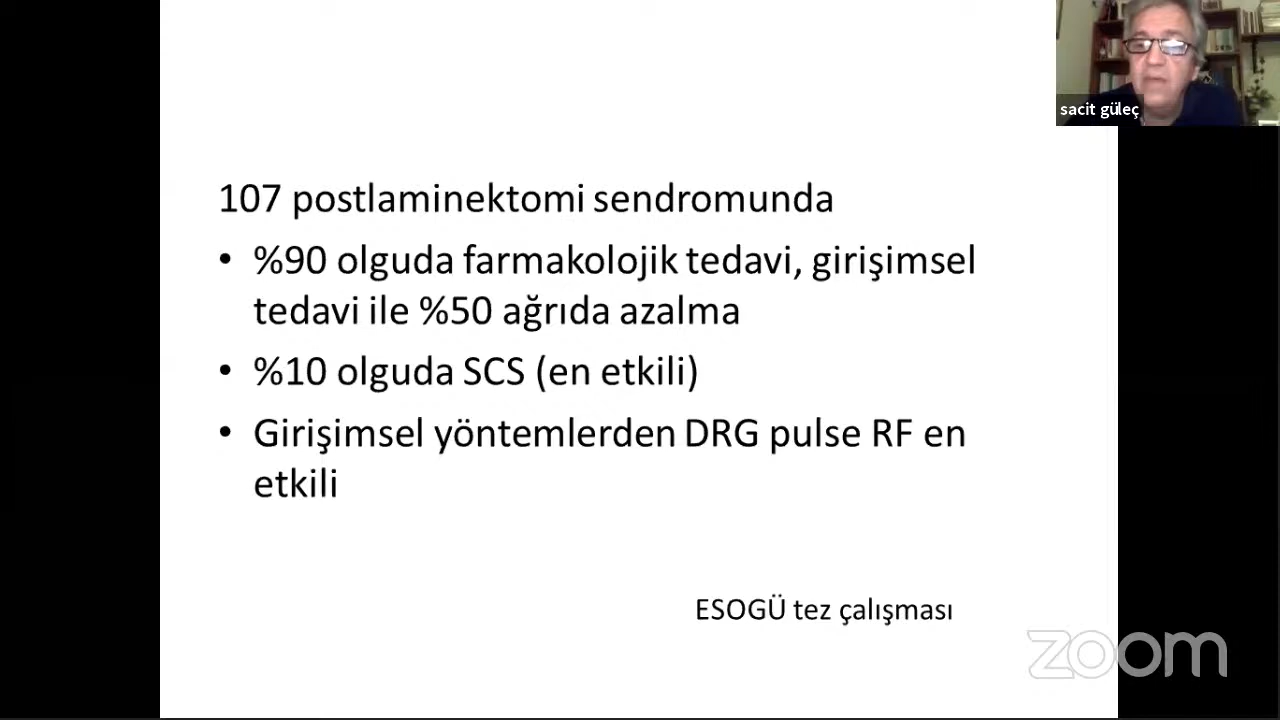 sacit güleç
107 postlaminektomi sendromunda
• %90 olguda farmakolojik tedavi, girişimsel
tedavi ile %50 ağrıda azalma
• %10 olguda SCS (en etkili)
• Girişimsel yöntemlerden DRG pulse RF en
etkili
ESOGÜ tez çalışması
zoom